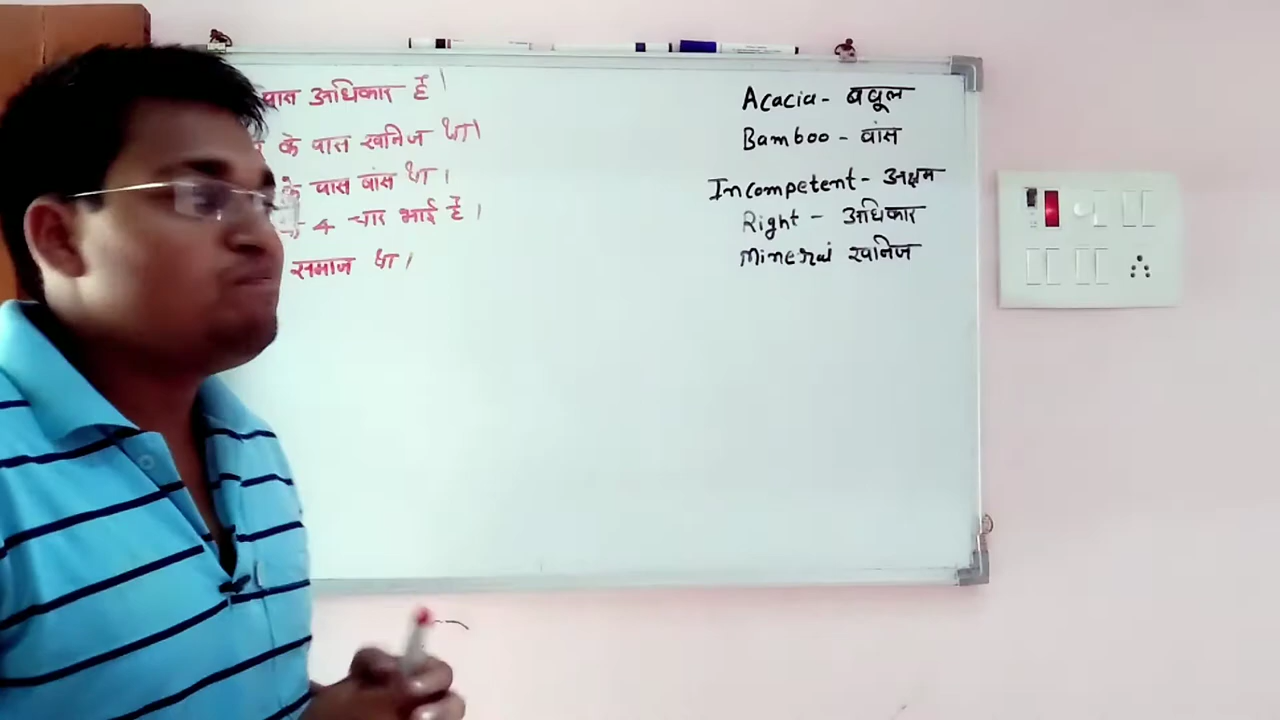 पास अधिकार हैं।
के पास खनिज था।
के पास बांस था।
4 चार भाई हैं।
समाज था।
Acacia - बबूल
Bamboo - बांस
Incompetent - अक्षम
Right - अधिकार
Mineral खनिज